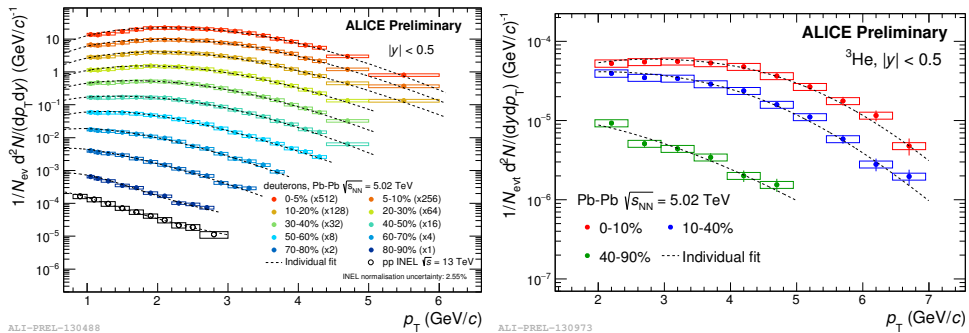 1/N_ev d²N/(dp_Tdy) (GeV/c)⁻¹
10
1
10⁻¹
10⁻²
10⁻³
10⁻⁴
10⁻⁵
ALICE Preliminary
|y| < 0.5
deuterons, Pb-Pb √s_NN = 5.02 TeV
0-5% (x512) 5-10% (x256)
10-20% (x128) 20-30% (x64)
30-40% (x32) 40-50% (x16)
50-60% (x8) 60-70% (x4)
70-80% (x2) 80-90% (x1)
Individual fit pp INEL √s = 13 TeV
INEL normalisation uncertainty: 2.55%
1 2 3 4 5 6
p_T (GeV/c)
ALI-PREL-130488
1/N_evt d²N/(dydp_T) (GeV/c)⁻¹
10⁻⁴
10⁻⁵
10⁻⁶
10⁻⁷
ALICE Preliminary
³He, |y| < 0.5
Pb-Pb √s_NN = 5.02 TeV
0-10% 10-40%
40-90% Individual fit
1 2 3 4 5 6 7
p_T (GeV/c)
ALI-PREL-130973